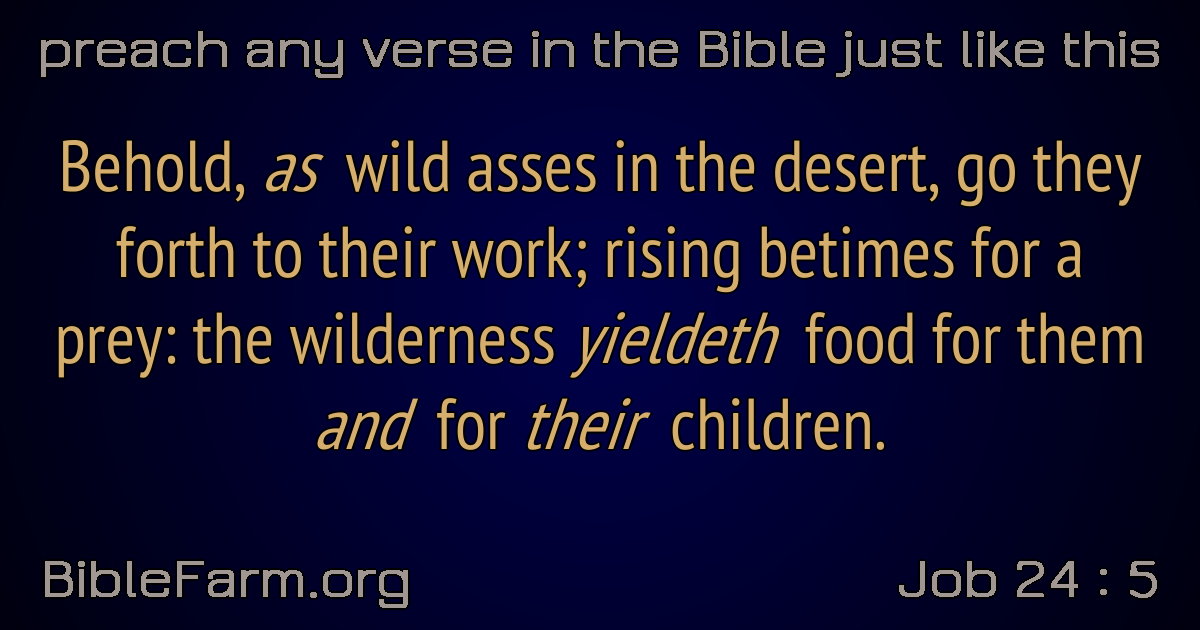 preach any verse in the Bible just like this
Behold, as wild asses in the desert, go they
forth to their work; rising betimes for a
prey: the wilderness yieldeth food for them
and for their children.
BibleFarm.org
Job 24 : 5